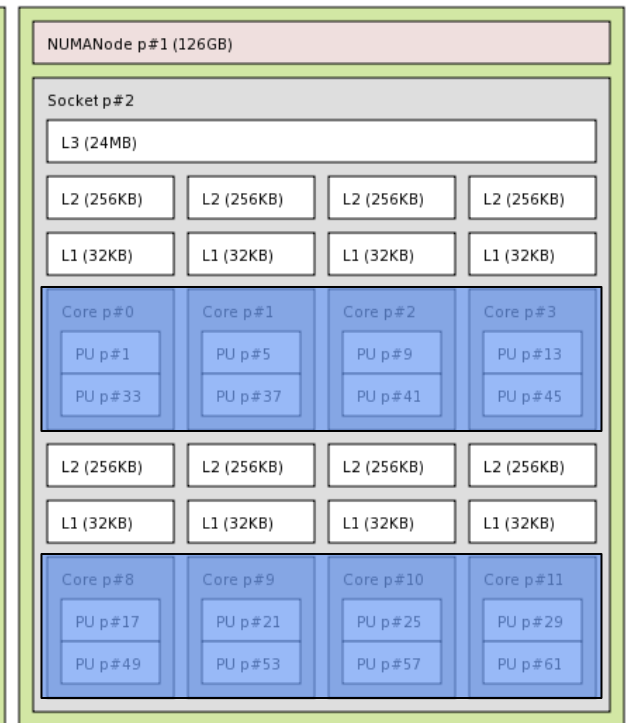 NUMANode p#1 (126GB)
Socket p#2
L3 (24MB)
L2 (256KB) L2 (256KB) L2 (256KB) L2 (256KB)
L1 (32KB) L1 (32KB) L1 (32KB) L1 (32KB)
Core p#0 Core p#1 Core p#2 Core p#3
PU p#1 PU p#5 PU p#9 PU p#13
PU p#33 PU p#37 PU p#41 PU p#45
L2 (256KB) L2 (256KB) L2 (256KB) L2 (256KB)
L1 (32KB) L1 (32KB) L1 (32KB) L1 (32KB)
Core p#8 Core p#9 Core p#10 Core p#11
PU p#17 PU p#21 PU p#25 PU p#29
PU p#49 PU p#53 PU p#57 PU p#61